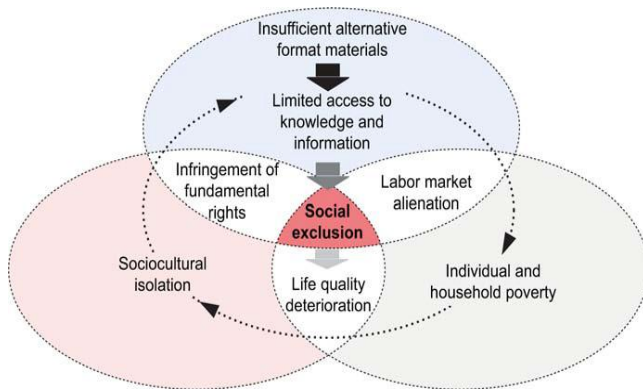 Insufficient alternative
format materials
Limited access to
knowledge and
information
Infringement of
fundamental
rights
Labor market
alienation
Social
exclusion
Sociocultural
isolation
Life quality
deterioration
Individual and
household poverty